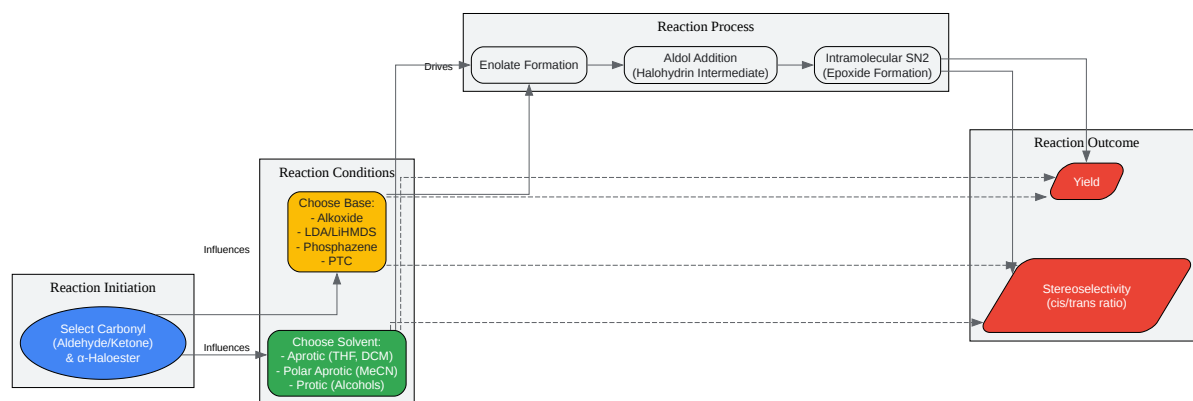 Reaction Process
Drives
Enolate Formation
Aldol Addition
(Halohydrin Intermediate)
Intramolecular SN2
(Epoxide Formation)
Reaction Outcome
Yield
Stereoselectivity
(cis/trans ratio)
Reaction Conditions
Choose Base:
- Alkoxide
- LDA/LiHMDS
- Phosphazene
- PTC
Influences
Reaction Initiation
Select Carbonyl
(Aldehyde/Ketone)
& α-Haloester
Influences
Choose Solvent:
- Aprotic (THF, DCM)
- Polar Aprotic (MeCN)
- Protic (Alcohols)